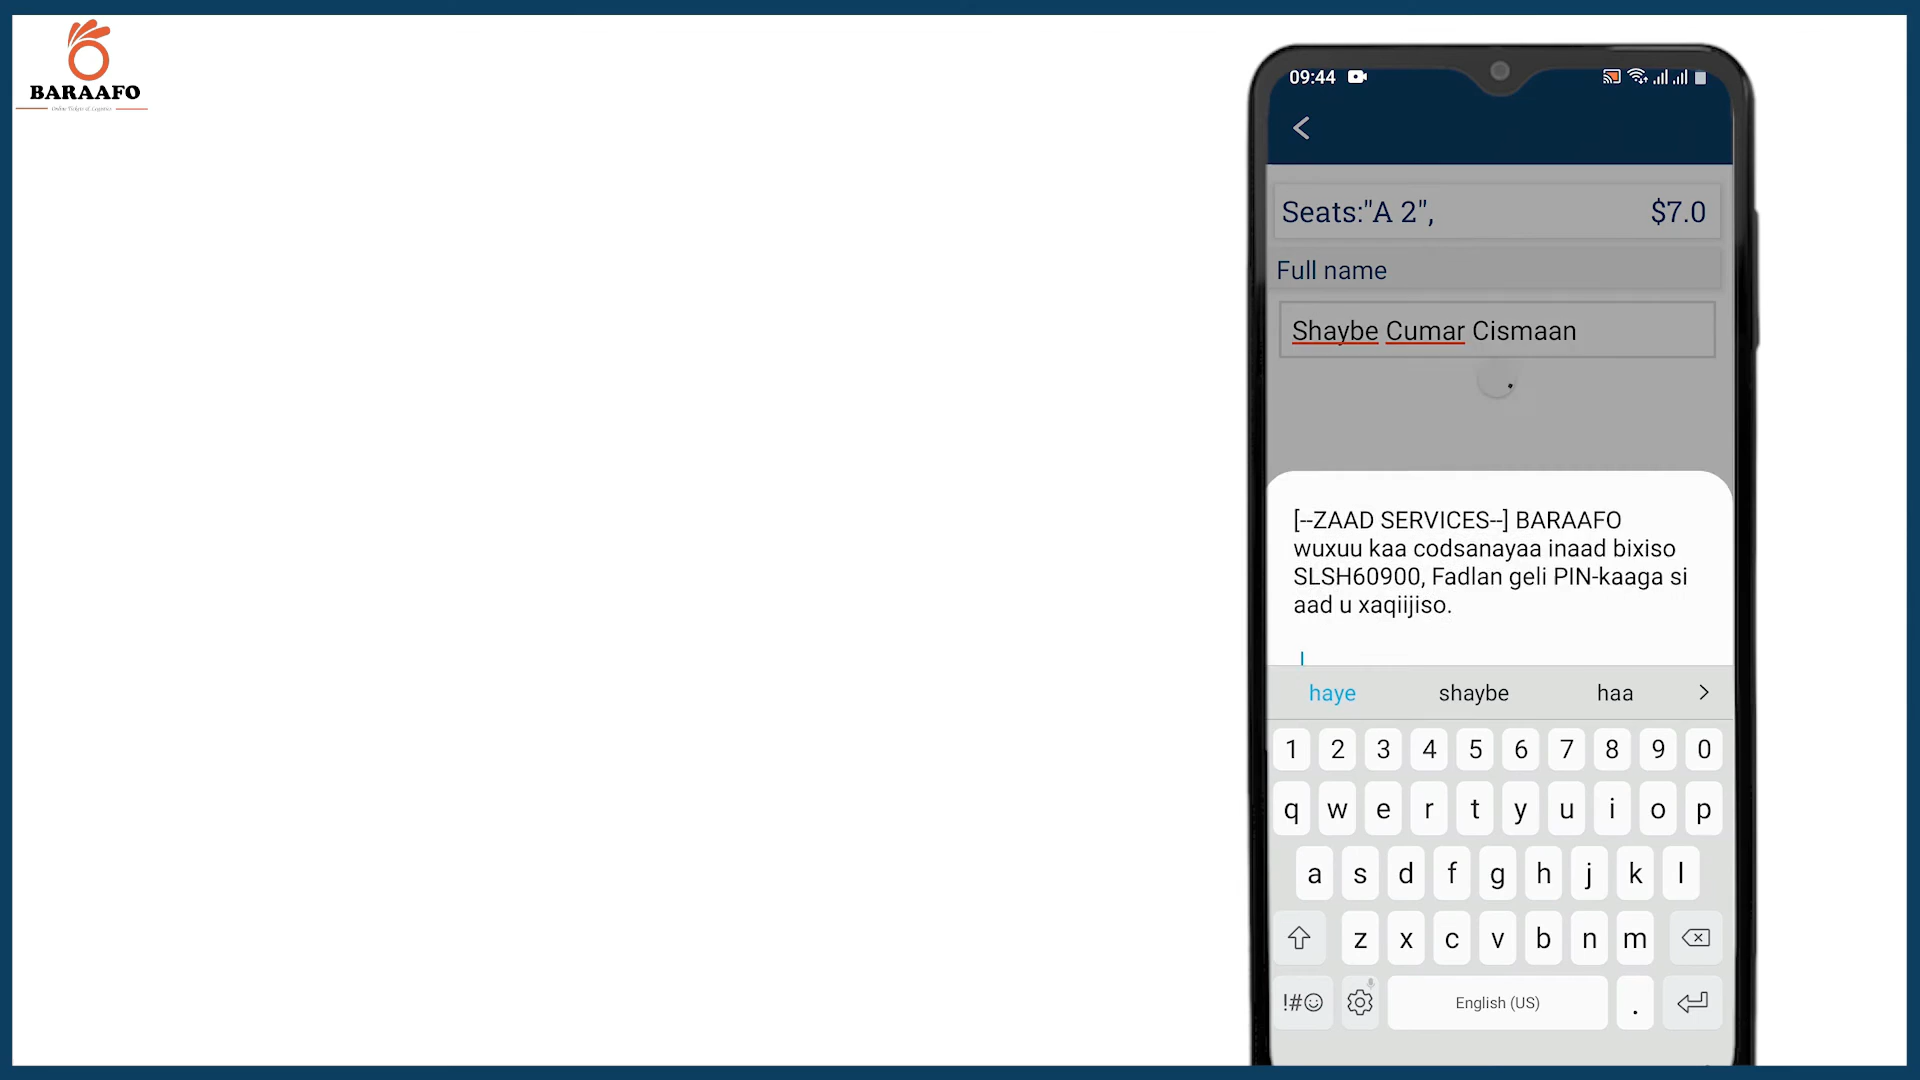 BARAAFO
Online Tickets & Logistics
09:44
Seats:"A 2", $7.0
Full name
Shaybe Cumar Cismaan
[--ZAAD SERVICES--] BARAAFO
wuxuu kaa codsanayaa inaad bixiso
SLSH60900, Fadlan geli PIN-kaaga si
aad u xaqiijiso.
haye shaybe haa
1 2 3 4 5 6 7 8 9 0
q w e r t y u i o p
a s d f g h j k l
z x c v b n m
!#☺ English (US) .